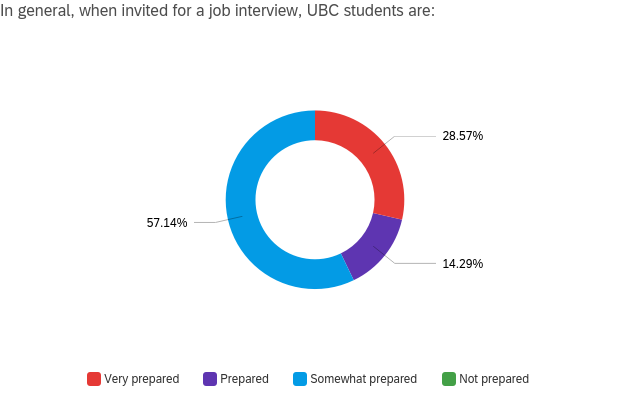 In general, when invited for a job interview, UBC students are:
28.57%
57.14%
14.29%
Very prepared
Prepared
Somewhat prepared
Not prepared